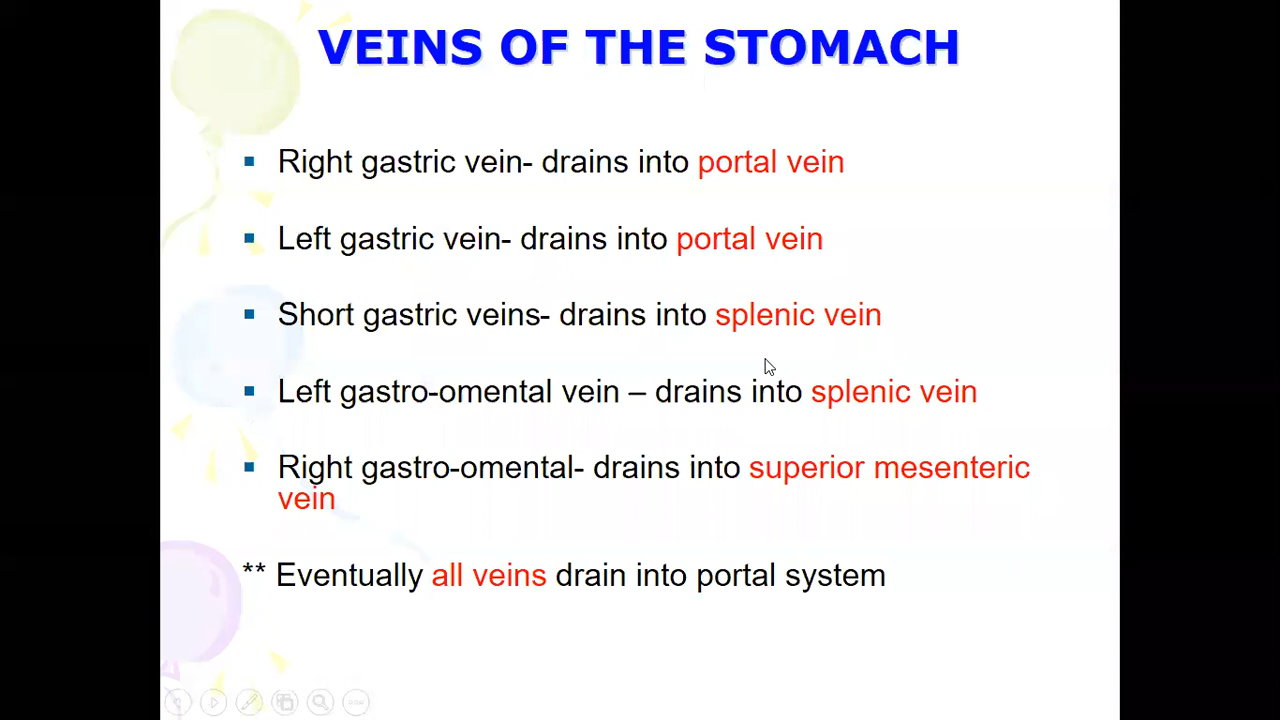 VEINS OF THE STOMACH
▪ Right gastric vein- drains into portal vein
▪ Left gastric vein- drains into portal vein
▪ Short gastric veins- drains into splenic vein
▪ Left gastro-omental vein – drains into splenic vein
▪ Right gastro-omental- drains into superior mesenteric
vein
** Eventually all veins drain into portal system